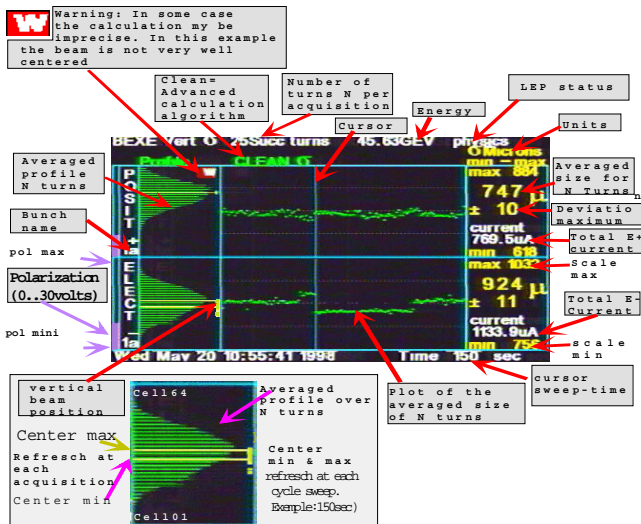 W
Warning: In some case
the calculation my be
imprecise. In this example
the beam is not very well
centered
Clean=
Advanced
calculation
algorithm
Number of
turns N per
acquisition
Cursor
Energy
LEP status
Units
BEXE Vert σ 25Succ turns 45.63GEV physics
Profile
CLEAN σ
σ Microns
min - max
Averaged
profile
N turns
Bunch
name
pol max
Polarization
(0..30volts)
pol mini
POSIT
+
1a
ELECT
-
1a
W
max 884
747 μ
± 10
current
769.5uA
min 618
max 1032
924 μ
± 11
current
1133.9uA
min 756
Averaged
size for
N Turns
n
Deviatio
maximum
Total E+
Current
Scale
max
Total E-
Current
scale
min
Wed May 20 10:55:41 1998 Time 150 sec
vertical
beam
position
Plot of the
averaged size
of N turns
cursor
sweep-time
Cell64
Averaged
profile over
N turns
Center max
Refresch at
each
acquisition
Center min
Center
min & max
refresch at each
cycle sweep.
Exemple:150sec)
Cell01